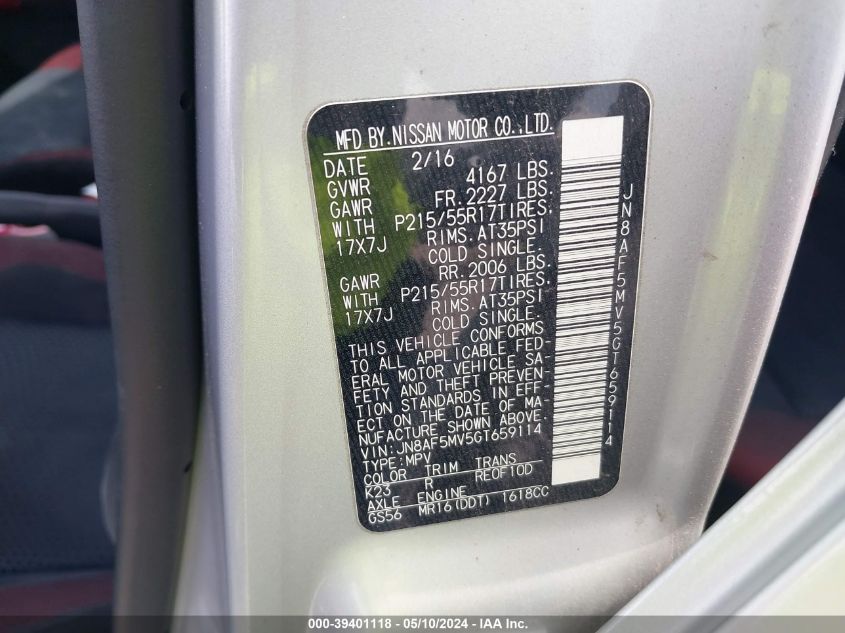 MFD BY.NISSAN MOTOR CO.,LTD.
DATE 2/16
GVWR 4167 LBS.
GAWR FR.2227 LBS.
WITH P215/55R17TIRES,
17X7J RIMS.AT35PSI
COLD SINGLE.
GAWR RR.2006 LBS.
WITH P215/55R17TIRES,
17X7J RIMS.AT35PSI
COLD SINGLE.
THIS VEHICLE CONFORMS
TO ALL APPLICABLE FED-
ERAL MOTOR VEHICLE SA-
FETY AND THEFT PREVEN-
TION STANDARDS IN EFF-
ECT ON THE DATE OF MA-
NUFACTURE SHOWN ABOVE.
VIN:JN8AF5MV5GT659114
TYPE:MPV
COLOR TRIM TRANS
K23 R RE0F10D
AXLE ENGINE
GS56 MR16(DDT) 1618CC
JN8AF5MV5GT659114
000-39401118 - 05/10/2024 - IAA Inc.